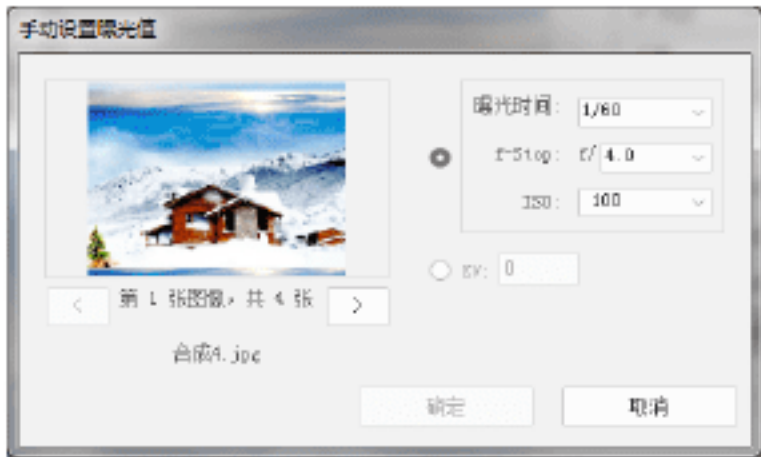 手动设置曝光值
曝光时间: 1/60
f-Stop: f/ 4.0
ISO: 100
EV: 0
< 第 1 张图像，共 4 张 >
合成4.jpg
确定 取消